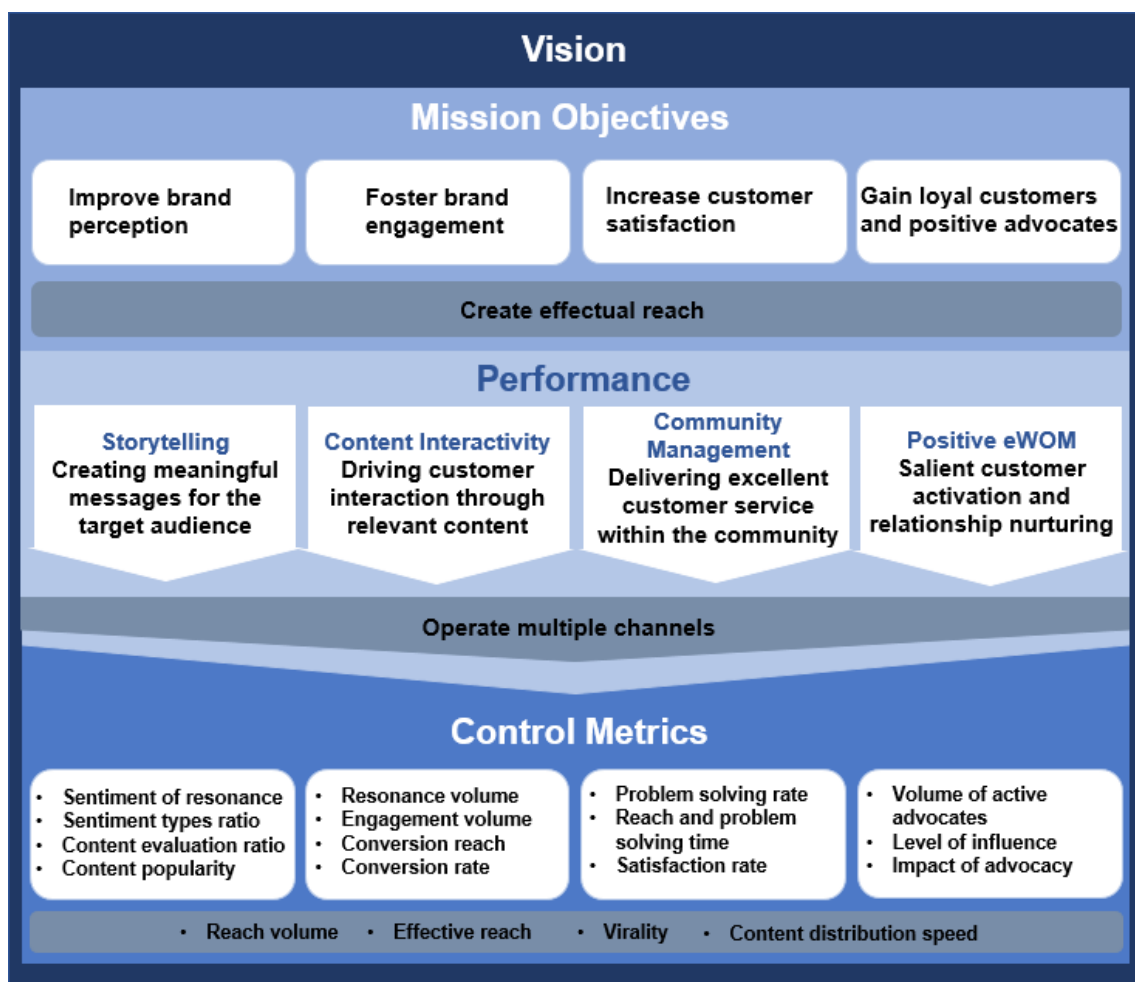 Vision
Mission Objectives
Improve brand
perception
Foster brand
engagement
Increase customer
satisfaction
Gain loyal customers
and positive advocates
Create effectual reach
Performance
Storytelling
Creating meaningful
messages for the
target audience
Content Interactivity
Driving customer
interaction through
relevant content
Community
Management
Delivering excellent
customer service
within the community
Positive eWOM
Salient customer
activation and
relationship nurturing
Operate multiple channels
Control Metrics
• Sentiment of resonance
• Sentiment types ratio
• Content evaluation ratio
• Content popularity
• Resonance volume
• Engagement volume
• Conversion reach
• Conversion rate
• Problem solving rate
• Reach and problem
solving time
• Satisfaction rate
• Volume of active
advocates
• Level of influence
• Impact of advocacy
• Reach volume • Effective reach • Virality • Content distribution speed